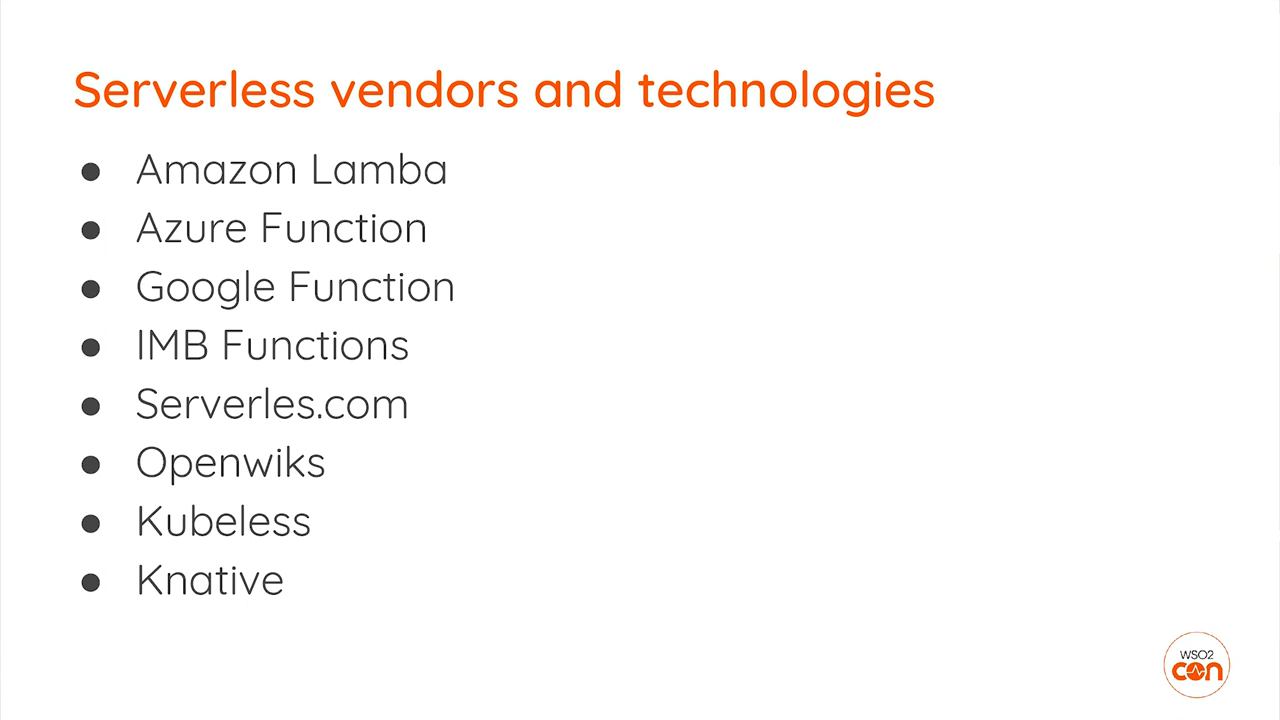 Serverless vendors and technologies
● Amazon Lamba
● Azure Function
● Google Function
● IMB Functions
● Serverles.com
● Openwiks
● Kubeless
● Knative
WSO2
con